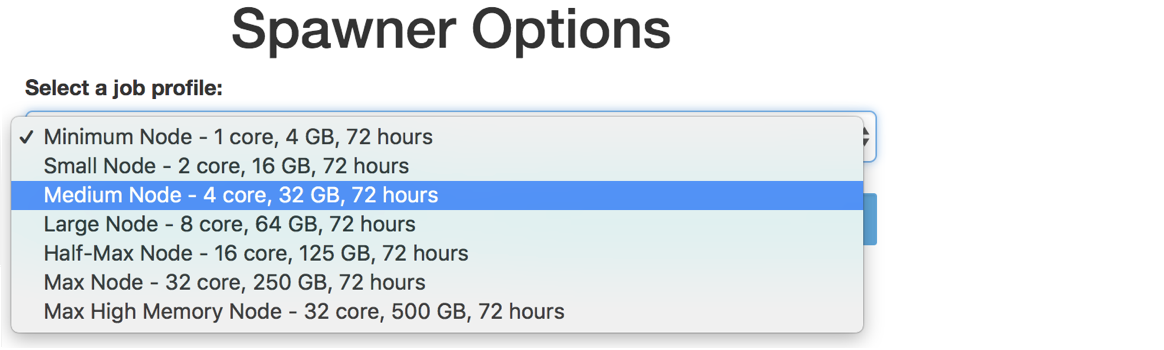 Spawner Options
Select a job profile:
✓ Minimum Node - 1 core, 4 GB, 72 hours
Small Node - 2 core, 16 GB, 72 hours
Medium Node - 4 core, 32 GB, 72 hours
Large Node - 8 core, 64 GB, 72 hours
Half-Max Node - 16 core, 125 GB, 72 hours
Max Node - 32 core, 250 GB, 72 hours
Max High Memory Node - 32 core, 500 GB, 72 hours